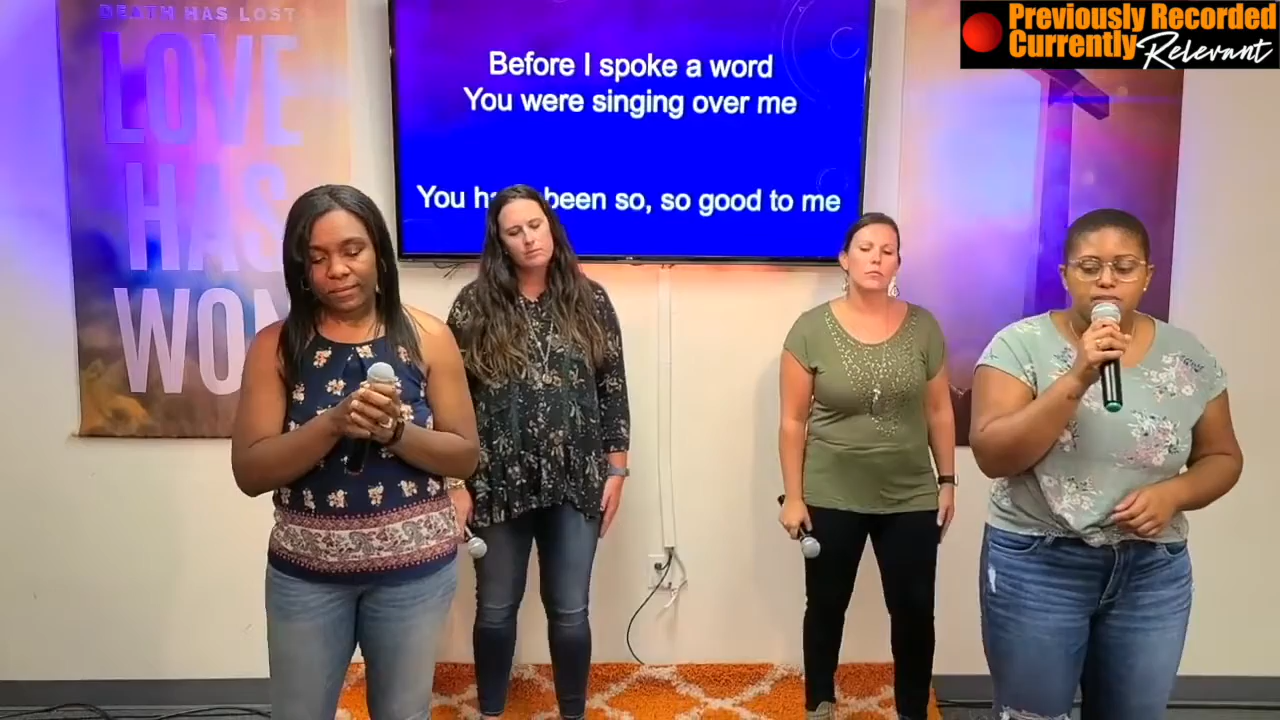 DEATH HAS LOST
LOVE
HAS
WON
Before I spoke a word
You were singing over me
You been so, so good to me
Previously Recorded
Currently Relevant